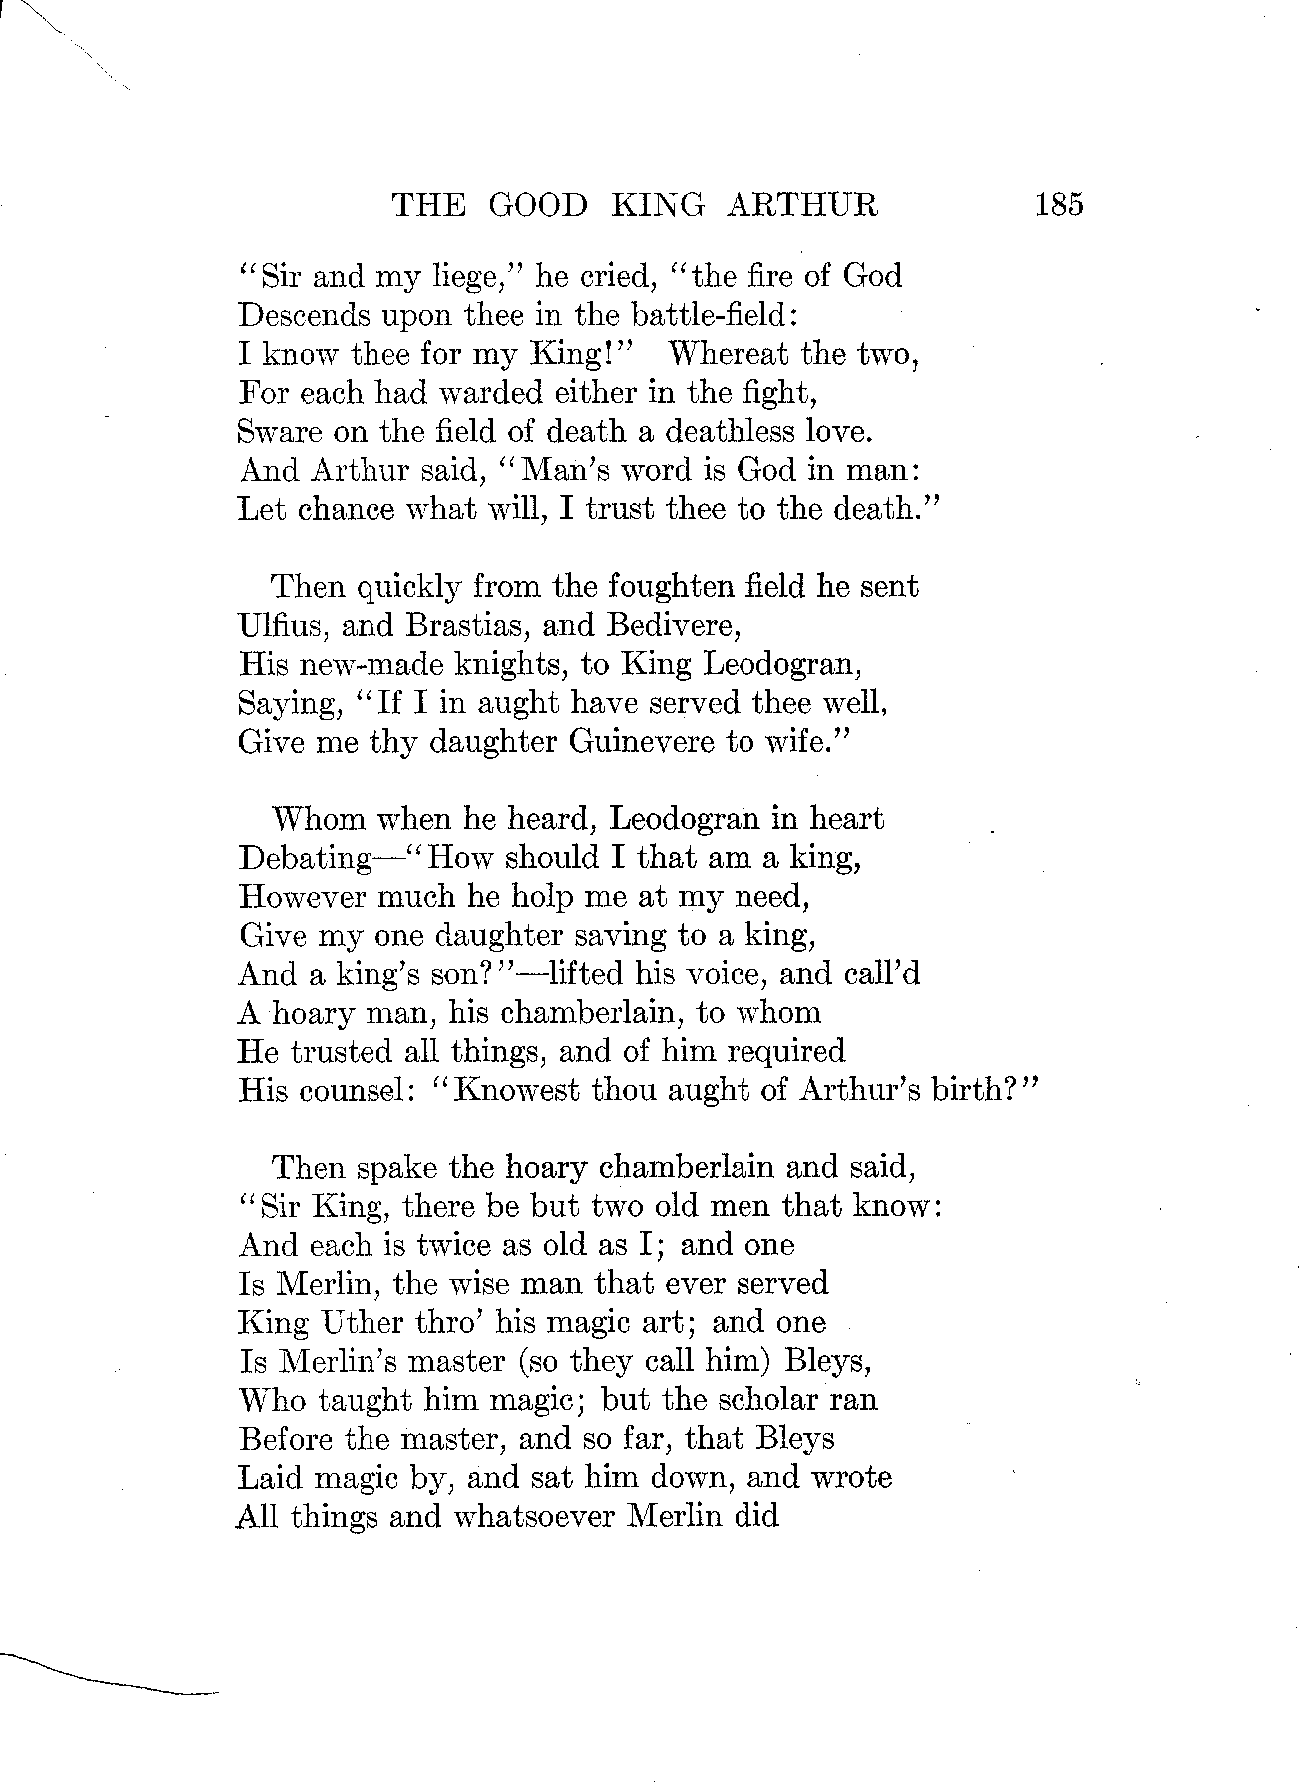 THE GOOD KING ARTHUR 185
"Sir and my liege," he cried, "the fire of God
Descends upon thee in the battle-field:
I know thee for my King!" Whereat the two,
For each had warded either in the fight,
Sware on the field of death a deathless love.
And Arthur said, "Man's word is God in man:
Let chance what will, I trust thee to the death."
Then quickly from the foughten field he sent
Ulfius, and Brastias, and Bedivere,
His new-made knights, to King Leodogran,
Saying, "If I in aught have served thee well,
Give me thy daughter Guinevere to wife."
Whom when he heard, Leodogran in heart
Debating—"How should I that am a king,
However much he holp me at my need,
Give my one daughter saving to a king,
And a king's son?"—lifted his voice, and call'd
A hoary man, his chamberlain, to whom
He trusted all things, and of him required
His counsel: "Knowest thou aught of Arthur's birth?"
Then spake the hoary chamberlain and said,
"Sir King, there be but two old men that know:
And each is twice as old as I; and one
Is Merlin, the wise man that ever served
King Uther thro' his magic art; and one
Is Merlin's master (so they call him) Bleys,
Who taught him magic; but the scholar ran
Before the master, and so far, that Bleys
Laid magic by, and sat him down, and wrote
All things and whatsoever Merlin did